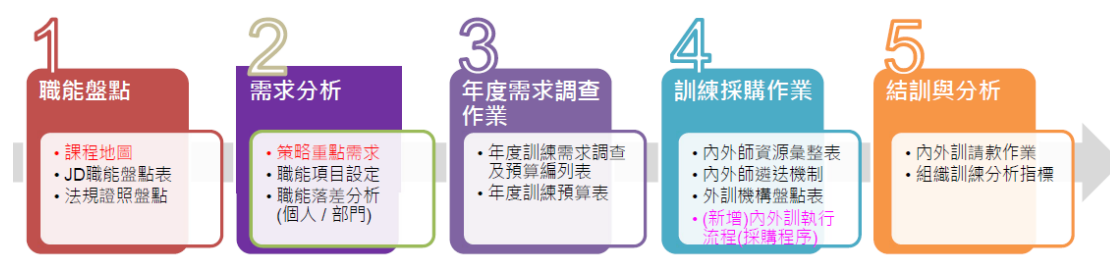 1
職能盤點
• 課程地圖
• JD職能盤點表
• 法規證照盤點
2
需求分析
• 策略重點需求
• 職能項目設定
• 職能落差分析
(個人 / 部門)
3
年度需求調查
作業
• 年度訓練需求調查
及預算編列表
• 年度訓練預算表
4
訓練採購作業
• 內外師資源彙整表
• 內外師遴选機制
• 外訓機構盤點表
• (新增)內外訓執行
流程(採購程序)
5
結訓與分析
• 內外訓請款作業
• 組織訓練分析指標